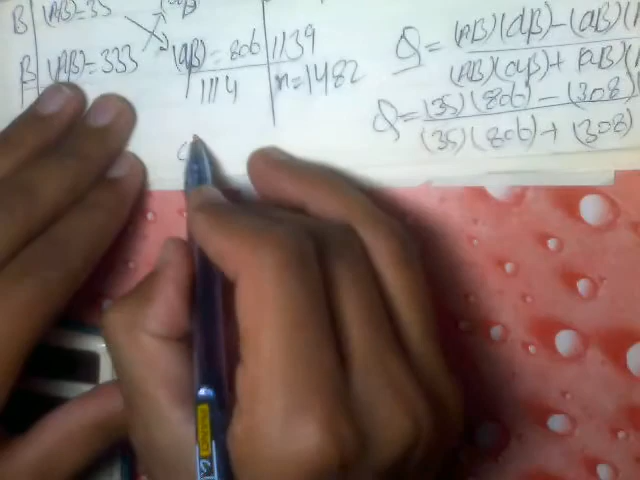 B (AB)=35
β (Aβ)=333 (αβ)=806 1139
1114 n=1482
Q = (AB)(αβ)-(αB)(
(AB)(αβ)+(αB)(
Q = (35)(806) - (308)
(35)(806) + (308)